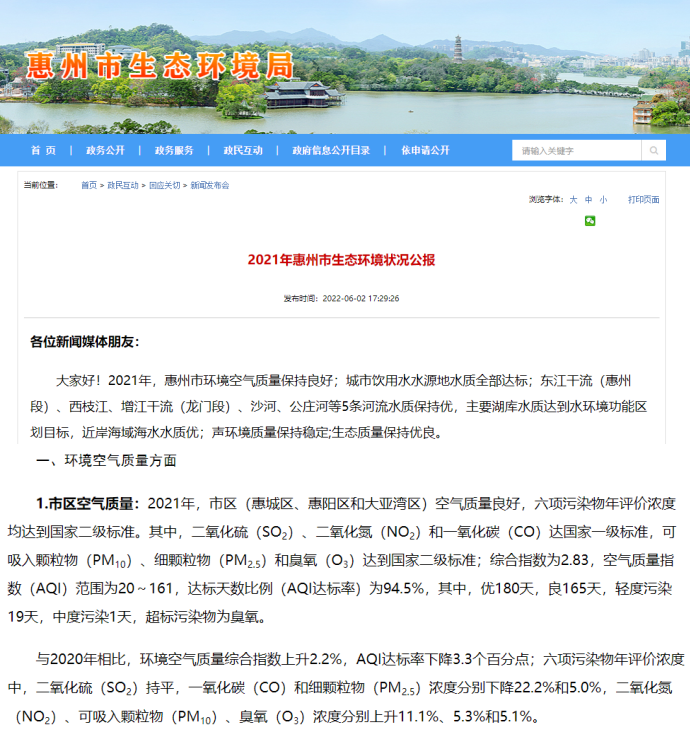 惠州市生态环境局
首 页 | 政务公开 | 政务服务 | 政民互动 | 政府信息公开目录 | 依申请公开 请输入关键字
当前位置： 首页 > 政民互动 > 回应关切 > 新闻发布会
浏览字体： 大 中 小 打印页面
2021年惠州市生态环境状况公报
发布时间：2022-06-02 17:29:26
各位新闻媒体朋友：
大家好！2021年，惠州市环境空气质量保持良好；城市饮用水水源地水质全部达标；东江干流（惠州
段）、西枝江、增江干流（龙门段）、沙河、公庄河等5条河流水质保持优，主要湖库水质达到水环境功能区
划目标，近岸海域海水水质优；声环境质量保持稳定;生态质量保持优良。
一、环境空气质量方面
1.市区空气质量：2021年，市区（惠城区、惠阳区和大亚湾区）空气质量良好，六项污染物年评价浓度
均达到国家二级标准。其中，二氧化硫（SO₂）、二氧化氮（NO₂）和一氧化碳（CO）达国家一级标准，可
吸入颗粒物（PM₁₀）、细颗粒物（PM₂.₅）和臭氧（O₃）达到国家二级标准；综合指数为2.83，空气质量指
数（AQI）范围为20～161，达标天数比例（AQI达标率）为94.5%，其中，优180天，良165天，轻度污染
19天，中度污染1天，超标污染物为臭氧。
与2020年相比，环境空气质量综合指数上升2.2%，AQI达标率下降3.3个百分点；六项污染物年评价浓度
中，二氧化硫（SO₂）持平，一氧化碳（CO）和细颗粒物（PM₂.₅）浓度分别下降22.2%和5.0%，二氧化氮
（NO₂）、可吸入颗粒物（PM₁₀）、臭氧（O₃）浓度分别上升11.1%、5.3%和5.1%。